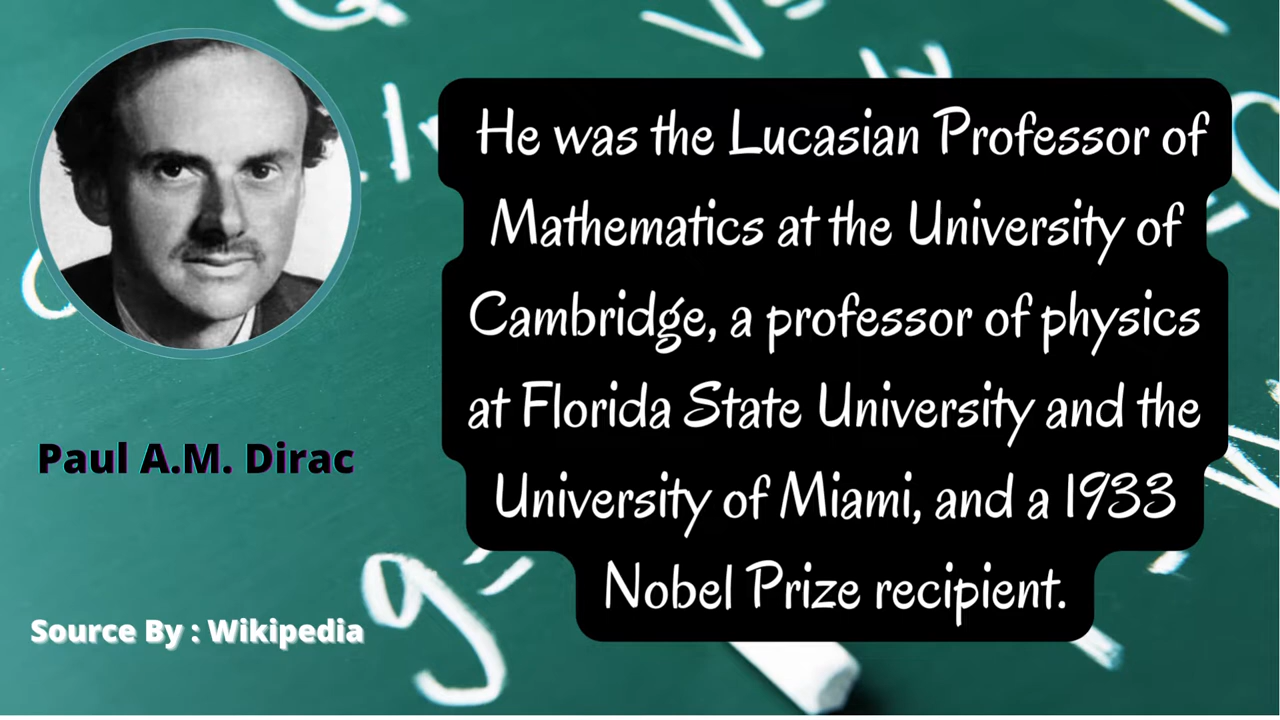 He was the Lucasian Professor of
Mathematics at the University of
Cambridge, a professor of physics
at Florida State University and the
University of Miami, and a 1933
Nobel Prize recipient.
Paul A.M. Dirac
Source By : Wikipedia